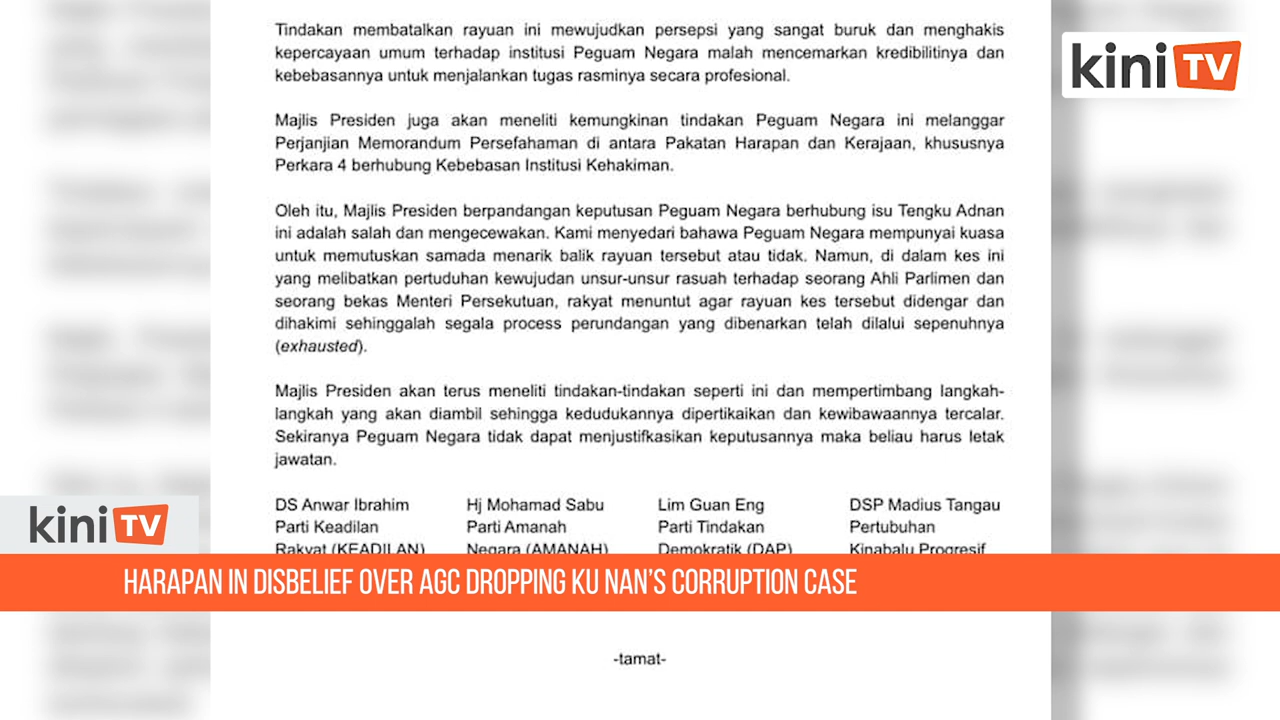 Tindakan membatalkan rayuan ini mewujudkan persepsi yang sangat buruk dan menghakis
kepercayaan umum terhadap institusi Peguam Negara malah mencemarkan kredibilitinya dan
kebebasannya untuk menjalankan tugas rasminya secara profesional.
kini TV
Majlis Presiden juga akan meneliti kemungkinan tindakan Peguam Negara ini melanggar
Perjanjian Memorandum Persefahaman di antara Pakatan Harapan dan Kerajaan, khususnya
Perkara 4 berhubung Kebebasan Institusi Kehakiman.
Oleh itu, Majlis Presiden berpandangan keputusan Peguam Negara berhubung isu Tengku Adnan
ini adalah salah dan mengecewakan. Kami menyedari bahawa Peguam Negara mempunyai kuasa
untuk memutuskan samada menarik balik rayuan tersebut atau tidak. Namun, di dalam kes ini
yang melibatkan pertuduhan kewujudan unsur-unsur rasuah terhadap seorang Ahli Parlimen dan
seorang bekas Menteri Persekutuan, rakyat menuntut agar rayuan kes tersebut didengar dan
dihakimi sehinggalah segala process perundangan yang dibenarkan telah dilalui sepenuhnya
(exhausted).
Majlis Presiden akan terus meneliti tindakan-tindakan seperti ini dan mempertimbang langkah-
langkah yang akan diambil sehingga kedudukannya dipertikaikan dan kewibawaannya tercalar.
Sekiranya Peguam Negara tidak dapat menjustifkasikan keputusannya maka beliau harus letak
jawatan.
DS Anwar Ibrahim Hj Mohamad Sabu Lim Guan Eng DSP Madius Tangau
Parti Keadilan Parti Amanah Parti Tindakan Pertubuhan
Rakyat (KEADILAN) Negara (AMANAH) Demokratik (DAP) Kinabalu Progresif
kini TV
HARAPAN IN DISBELIEF OVER AGC DROPPING KU NAN'S CORRUPTION CASE
-tamat-